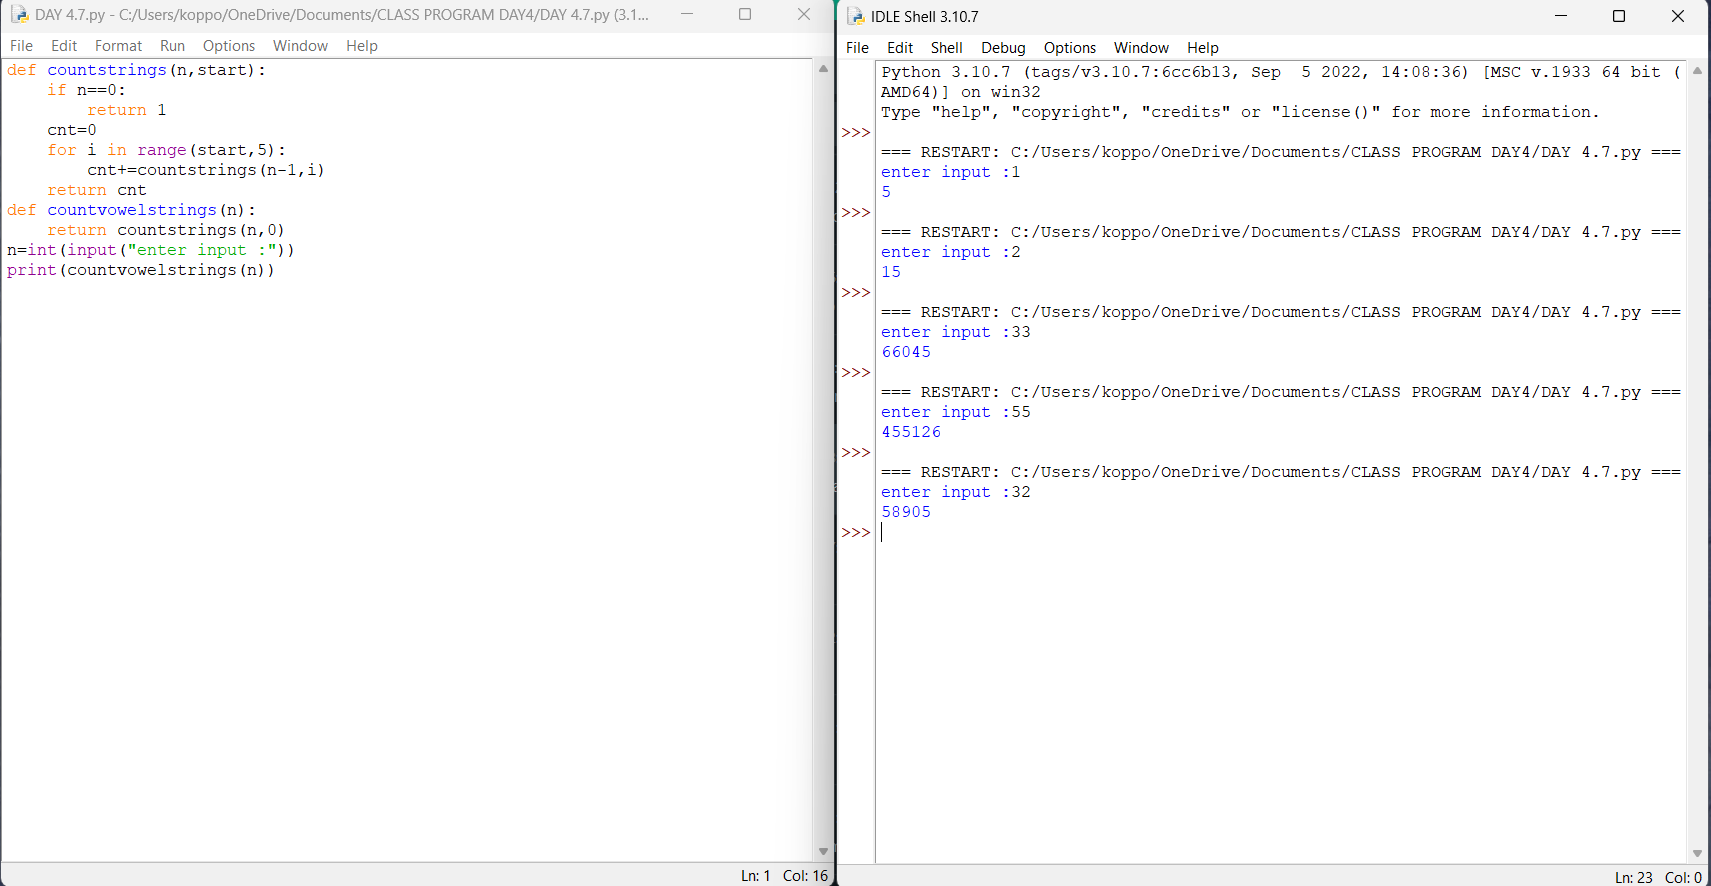 DAY 4.7.py - C:/Users/koppo/OneDrive/Documents/CLASS PROGRAM DAY4/DAY 4.7.py (3.1...
File Edit Format Run Options Window Help
def countstrings(n,start):
    if n==0:
        return 1
    cnt=0
    for i in range(start,5):
        cnt+=countstrings(n-1,i)
    return cnt
def countvowelstrings(n):
    return countstrings(n,0)
n=int(input("enter input :"))
print(countvowelstrings(n))
Ln: 1 Col: 16
IDLE Shell 3.10.7
File Edit Shell Debug Options Window Help
Python 3.10.7 (tags/v3.10.7:6cc6b13, Sep  5 2022, 14:08:36) [MSC v.1933 64 bit (
AMD64)] on win32
Type "help", "copyright", "credits" or "license()" for more information.
>>>
=== RESTART: C:/Users/koppo/OneDrive/Documents/CLASS PROGRAM DAY4/DAY 4.7.py ===
enter input :1
5
>>>
=== RESTART: C:/Users/koppo/OneDrive/Documents/CLASS PROGRAM DAY4/DAY 4.7.py ===
enter input :2
15
>>>
=== RESTART: C:/Users/koppo/OneDrive/Documents/CLASS PROGRAM DAY4/DAY 4.7.py ===
enter input :33
66045
>>>
=== RESTART: C:/Users/koppo/OneDrive/Documents/CLASS PROGRAM DAY4/DAY 4.7.py ===
enter input :55
455126
>>>
=== RESTART: C:/Users/koppo/OneDrive/Documents/CLASS PROGRAM DAY4/DAY 4.7.py ===
enter input :32
58905
>>>
Ln: 23 Col: 0